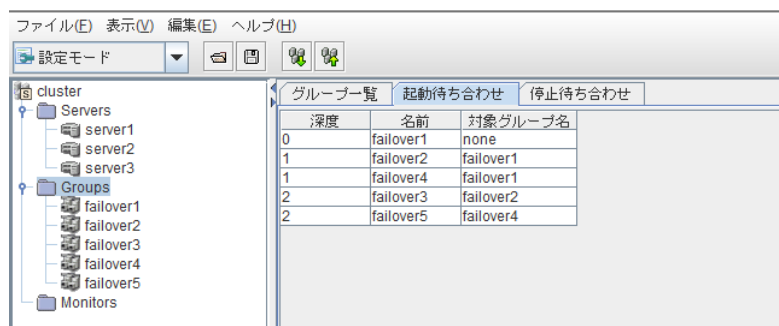 ファイル(F) 表示(V) 編集(E) ヘルプ(H)
設定モード
cluster
Servers
server1
server2
server3
Groups
failover1
failover2
failover3
failover4
failover5
Monitors
グループ一覧 起動待ち合わせ 停止待ち合わせ
深度 名前 対象グループ名
0 failover1 none
1 failover2 failover1
1 failover4 failover1
2 failover3 failover2
2 failover5 failover4